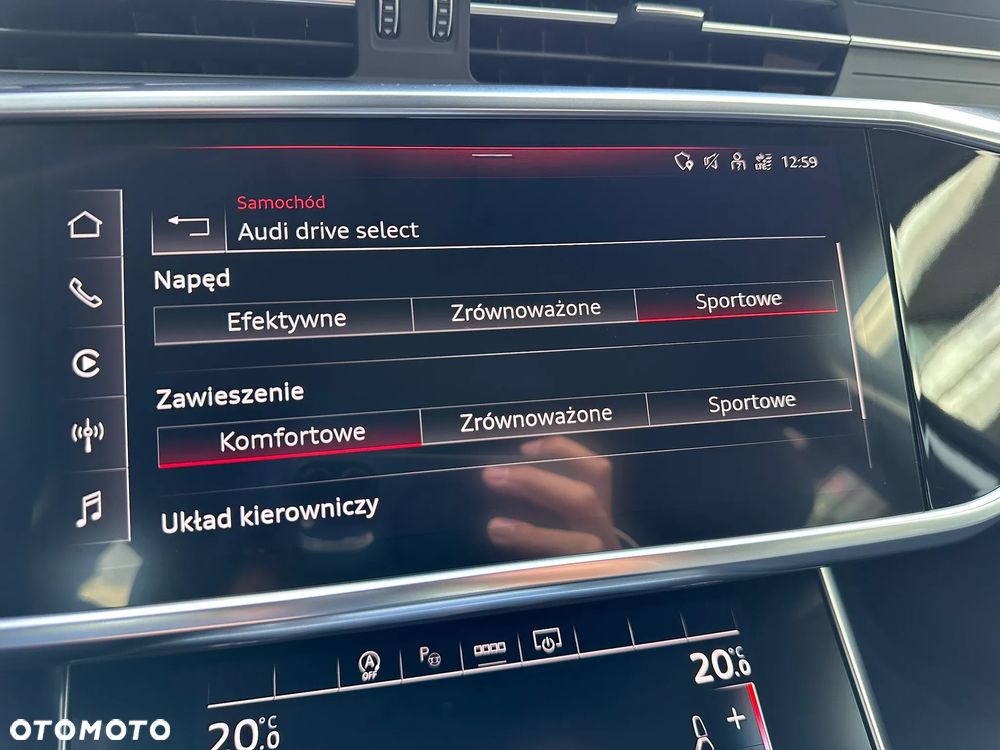 12:59
Samochód
Audi drive select
Napęd
Efektywne Zrównoważone Sportowe
Zawieszenie
Komfortowe Zrównoważone Sportowe
Układ kierowniczy
A
OFF
P
20.0 °C
20.0 °C
+
OTOMOTO